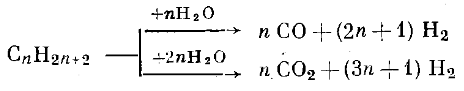 +nH₂O
n CO + (2n + 1) H₂
CnH2n+2
+2nH₂O
n CO₂ + (3n + 1) H₂